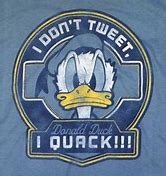 I DON'T TWEET,
Donald Duck
I QUACK!!!